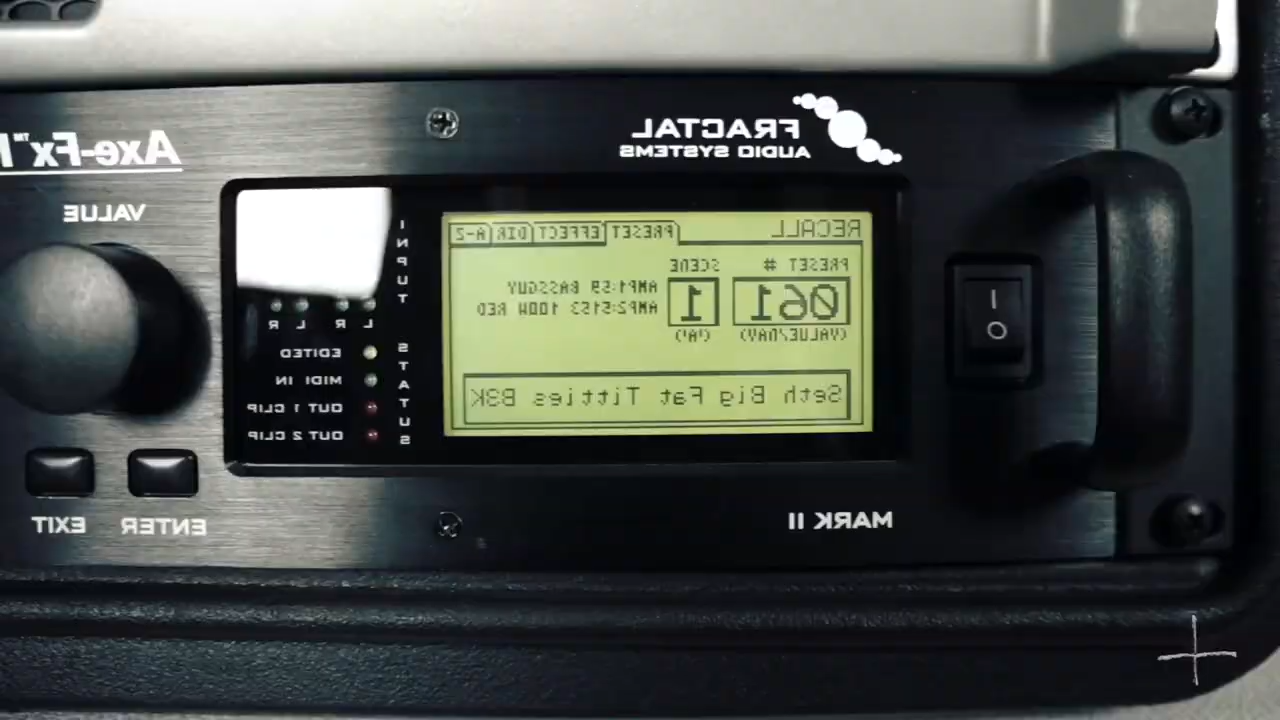 FRACTAL
AUDIO SYSTEMS
Axe-Fx™
VALUE
RECALL
PRESET EFFECT DIR A-Z
PRESET # SCENE
061 1
(VALUE/NAV) (▼▲)
AMP1:59 BASSGUY
AMP2:5153 100W RED
Seth Big Fat Titties B3K
INPUT
L R L R
STATUS
EDITED
MIDI IN
OUT 1 CLIP
OUT 2 CLIP
I
O
MARK II
ENTER
EXIT